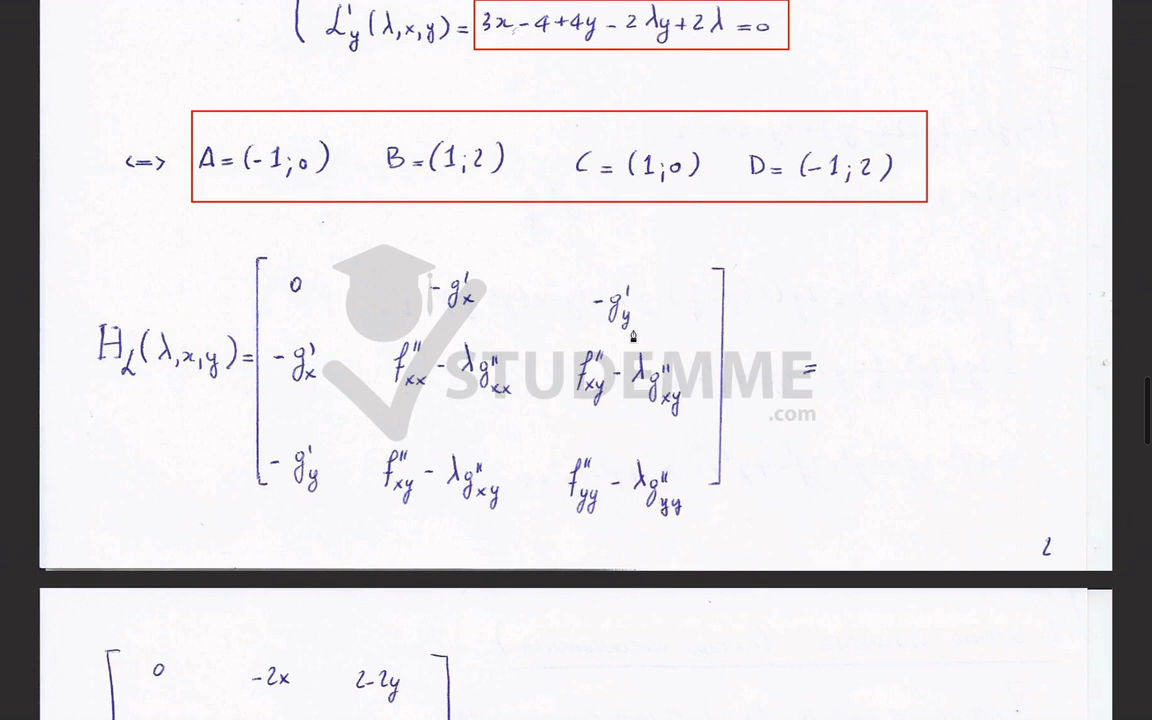 L'y (λ,x,y) = 3x-4+4y-2λy+2λ=0
<=> A=(-1;0) B=(1;2) C=(1;0) D=(-1;2)
0 -g'x -g'y
H_L(λ,x,y)= -g'x f''xx - λg''xx f''xy - λg''xy =
STUDEMME
.com
-g'y f''xy - λg''xy f''yy - λg''yy
2
0 -2x 2-2y